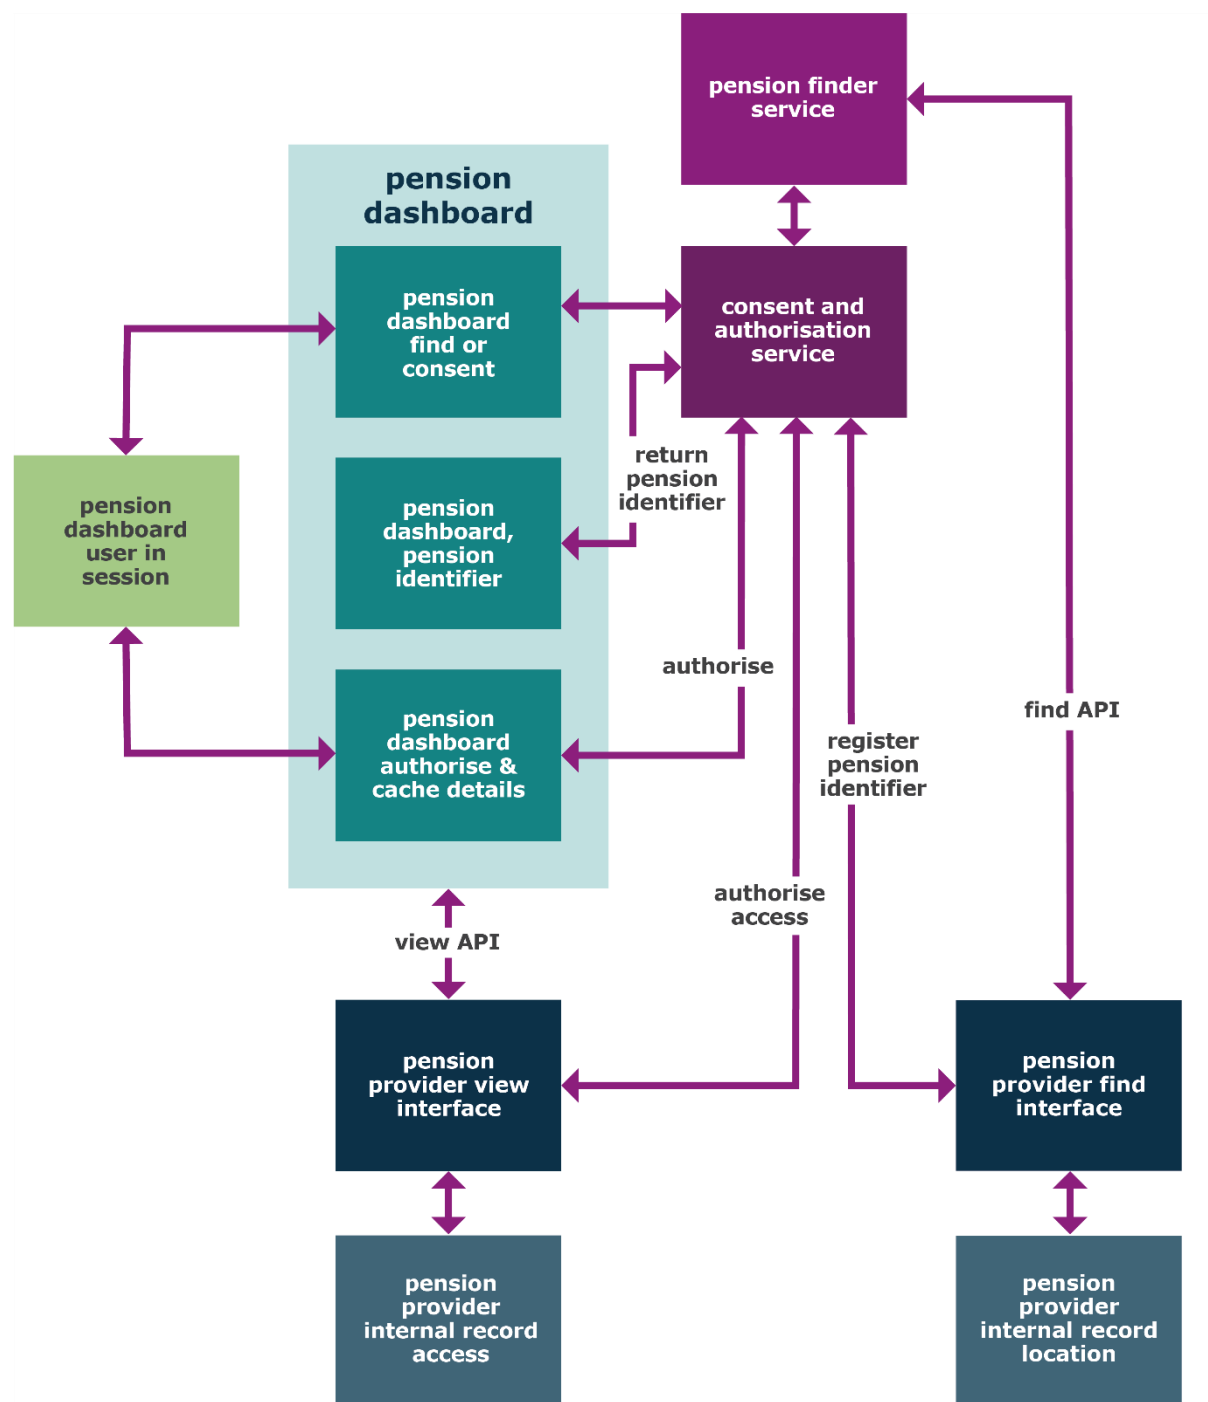 pension finder
service
pension
dashboard
pension
dashboard
find or
consent
consent and
authorisation
service
return
pension
identifier
pension
dashboard
user in
session
pension
dashboard,
pension
identifier
authorise
pension
dashboard
authorise &
cache details
find API
register
pension
identifier
authorise
access
view API
pension
provider view
interface
pension
provider find
interface
pension
provider
internal record
access
pension
provider
internal record
location